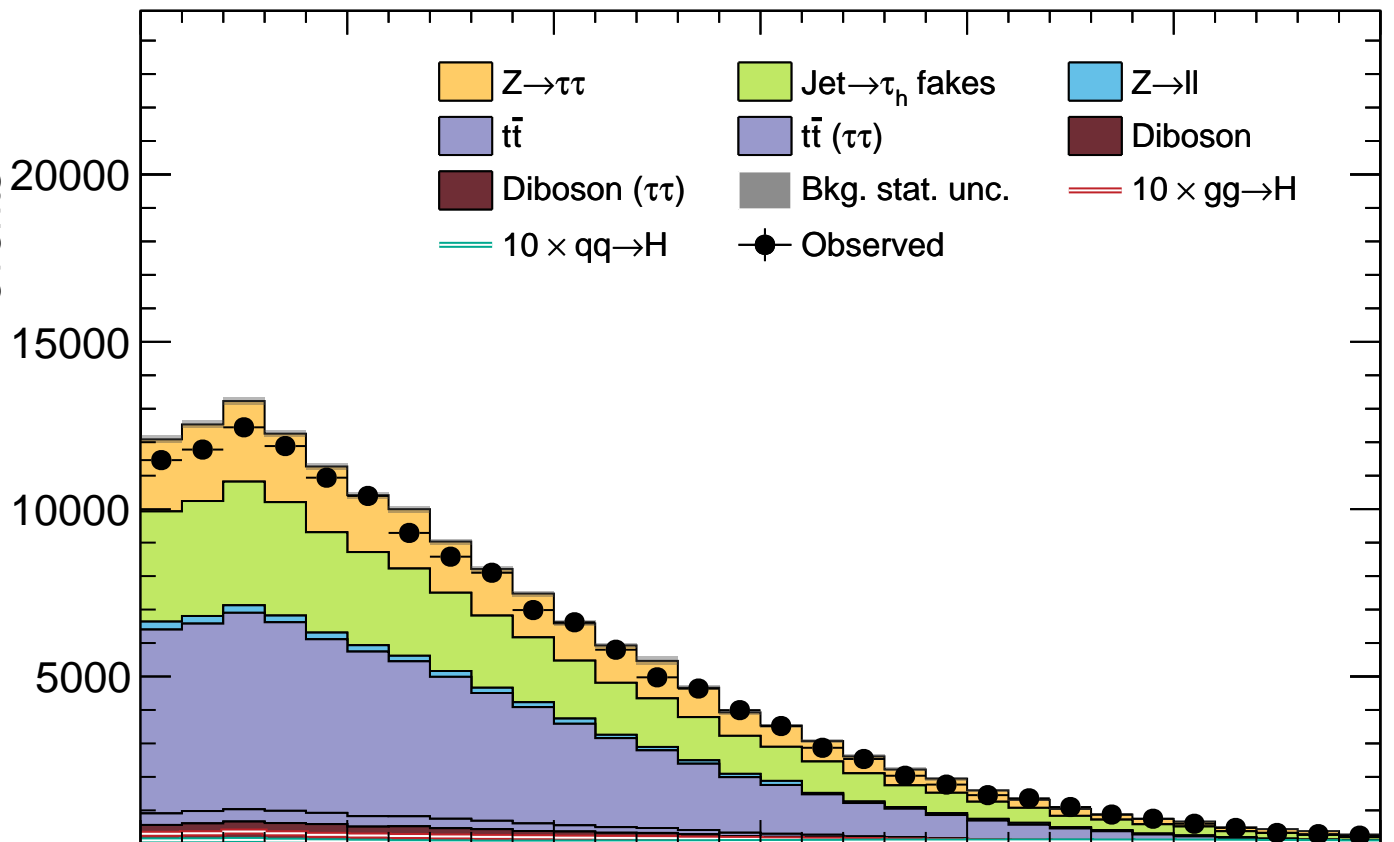 Z→ττ Jet→τh fakes Z→ll
tt̄ tt̄ (ττ) Diboson
Diboson (ττ) Bkg. stat. unc. 10 × gg→H
10 × qq→H Observed
20000
15000
10000
5000